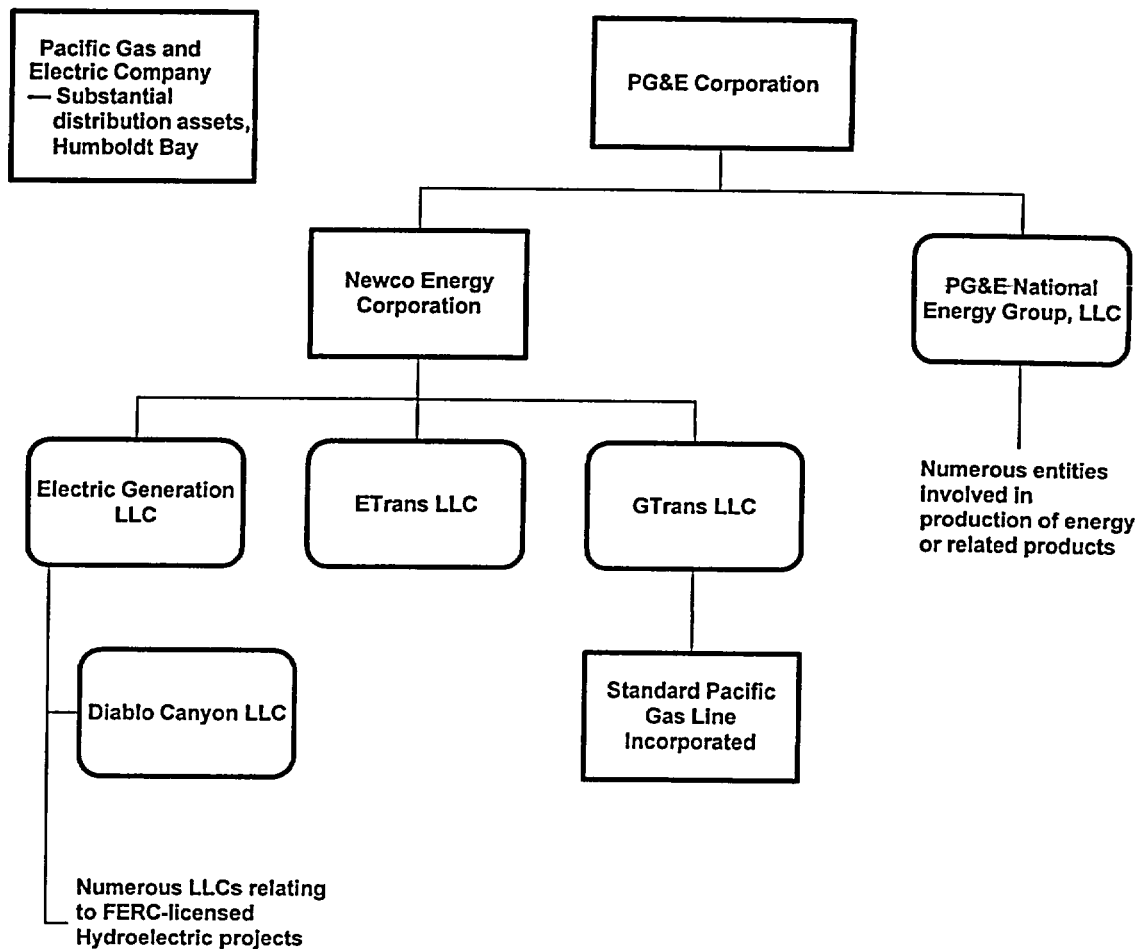 Pacific Gas and
Electric Company
— Substantial
distribution assets,
Humboldt Bay
PG&E Corporation
Newco Energy
Corporation
PG&E National
Energy Group, LLC
Electric Generation
LLC
ETrans LLC
GTrans LLC
Numerous entities
involved in
production of energy
or related products
Diablo Canyon LLC
Standard Pacific
Gas Line
Incorporated
Numerous LLCs relating
to FERC-licensed
Hydroelectric projects